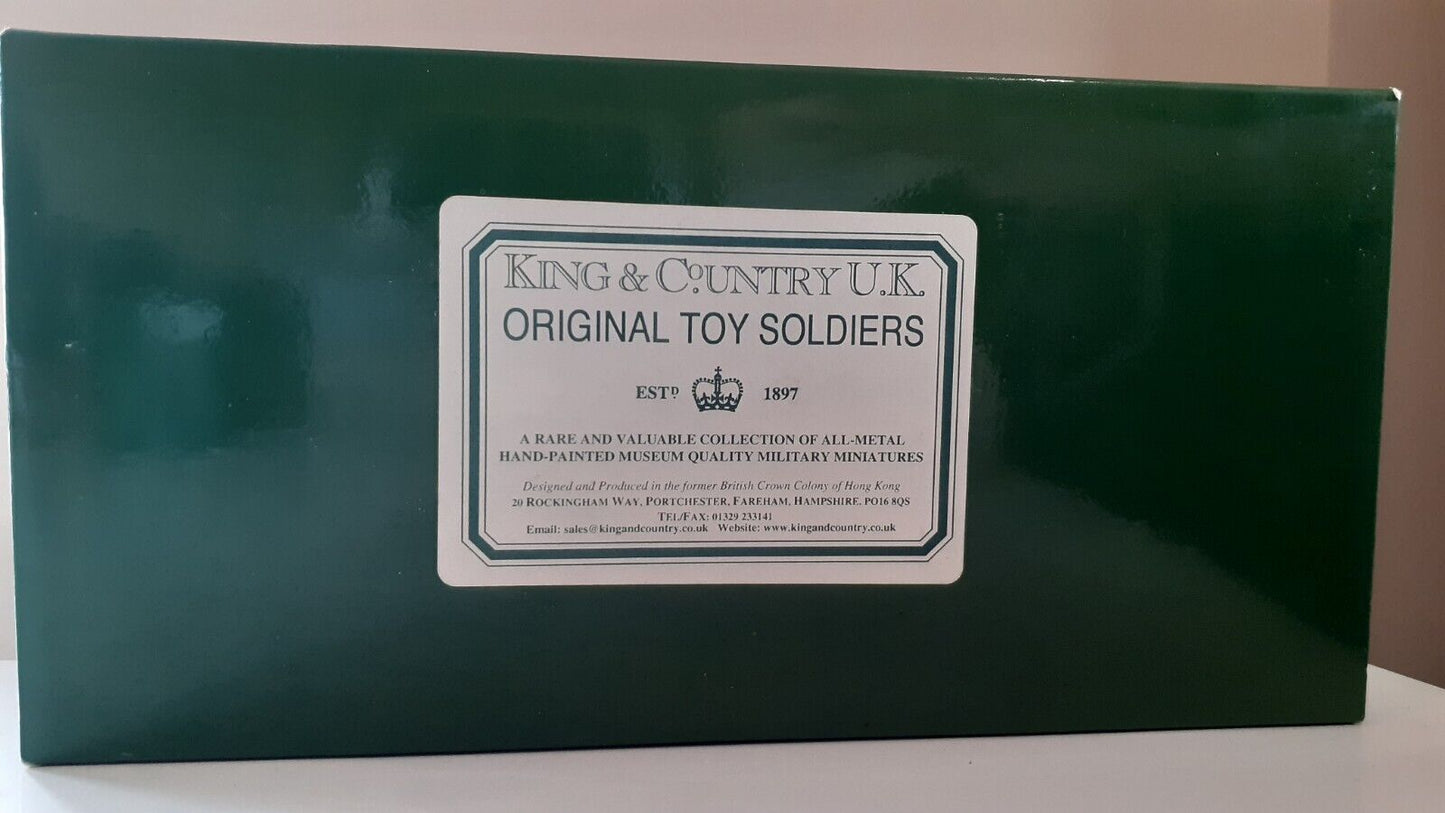 KING & Cº.UNTRY U.K.
ORIGINAL TOY SOLDIERS
ESTD. 1897
A RARE AND VALUABLE COLLECTION OF ALL-METAL
HAND-PAINTED MUSEUM QUALITY MILITARY MINIATURES
Designed and Produced in the former British Crown Colony of Hong Kong
20 ROCKINGHAM WAY, PORTCHESTER, FAREHAM, HAMPSHIRE. PO16 8QS
TEL/FAX: 01329 233141
Email: sales@kingandcountry.co.uk Website: www.kingandcountry.co.uk